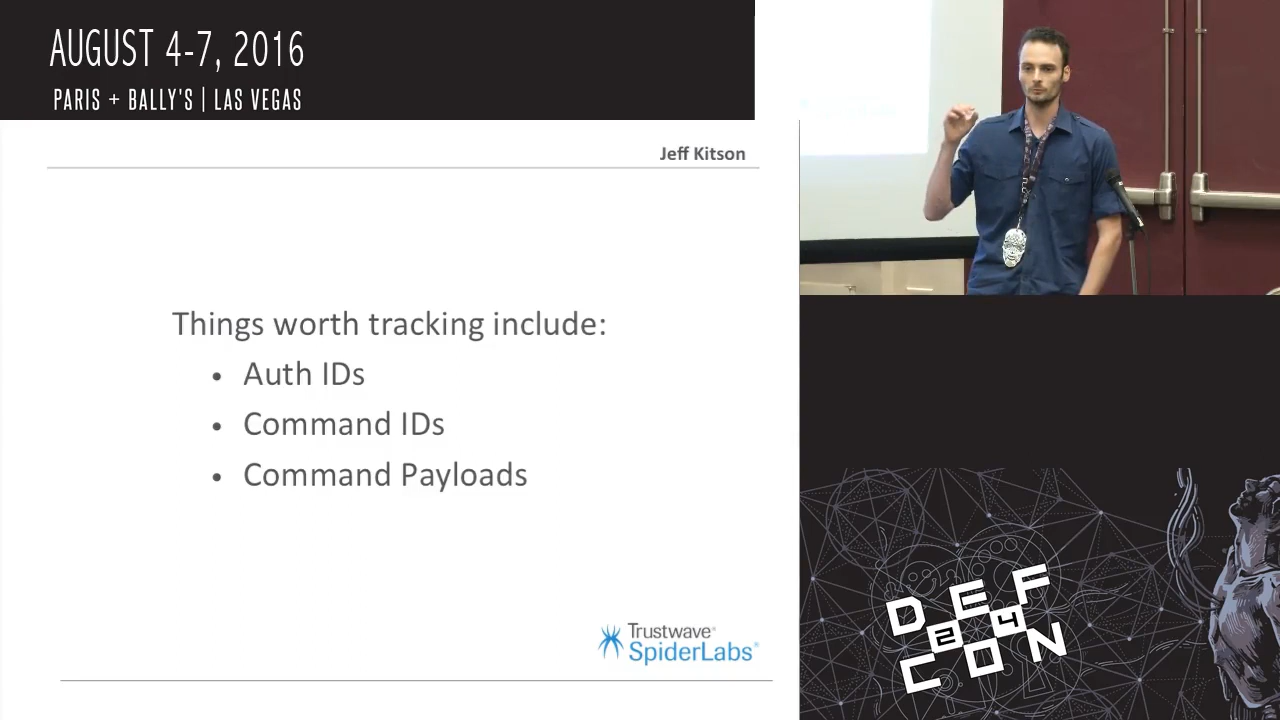 AUGUST 4-7, 2016
PARIS + BALLY'S | LAS VEGAS
Jeff Kitson
Things worth tracking include:
• Auth IDs
• Command IDs
• Command Payloads
Trustwave®
SpiderLabs®
DEF
24
CON